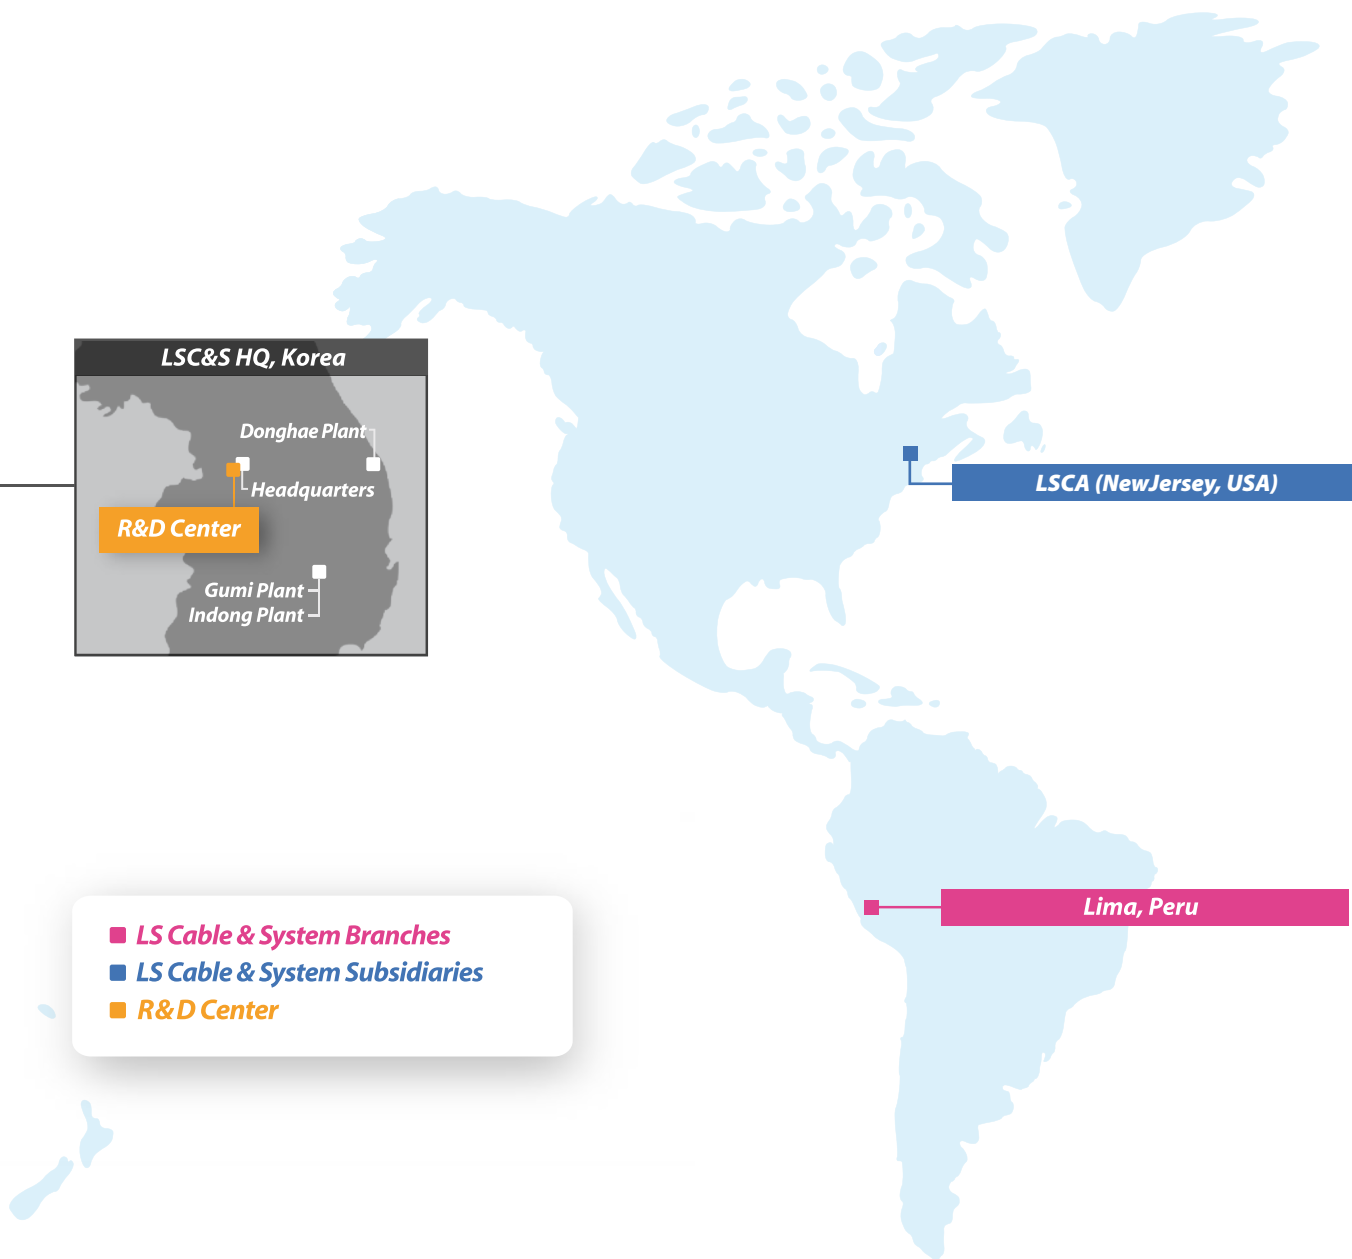 LSC&S HQ, Korea
Donghae Plant
Headquarters
R&D Center
Gumi Plant
Indong Plant
LSCA (NewJersey, USA)
Lima, Peru
LS Cable & System Branches
LS Cable & System Subsidiaries
R&D Center